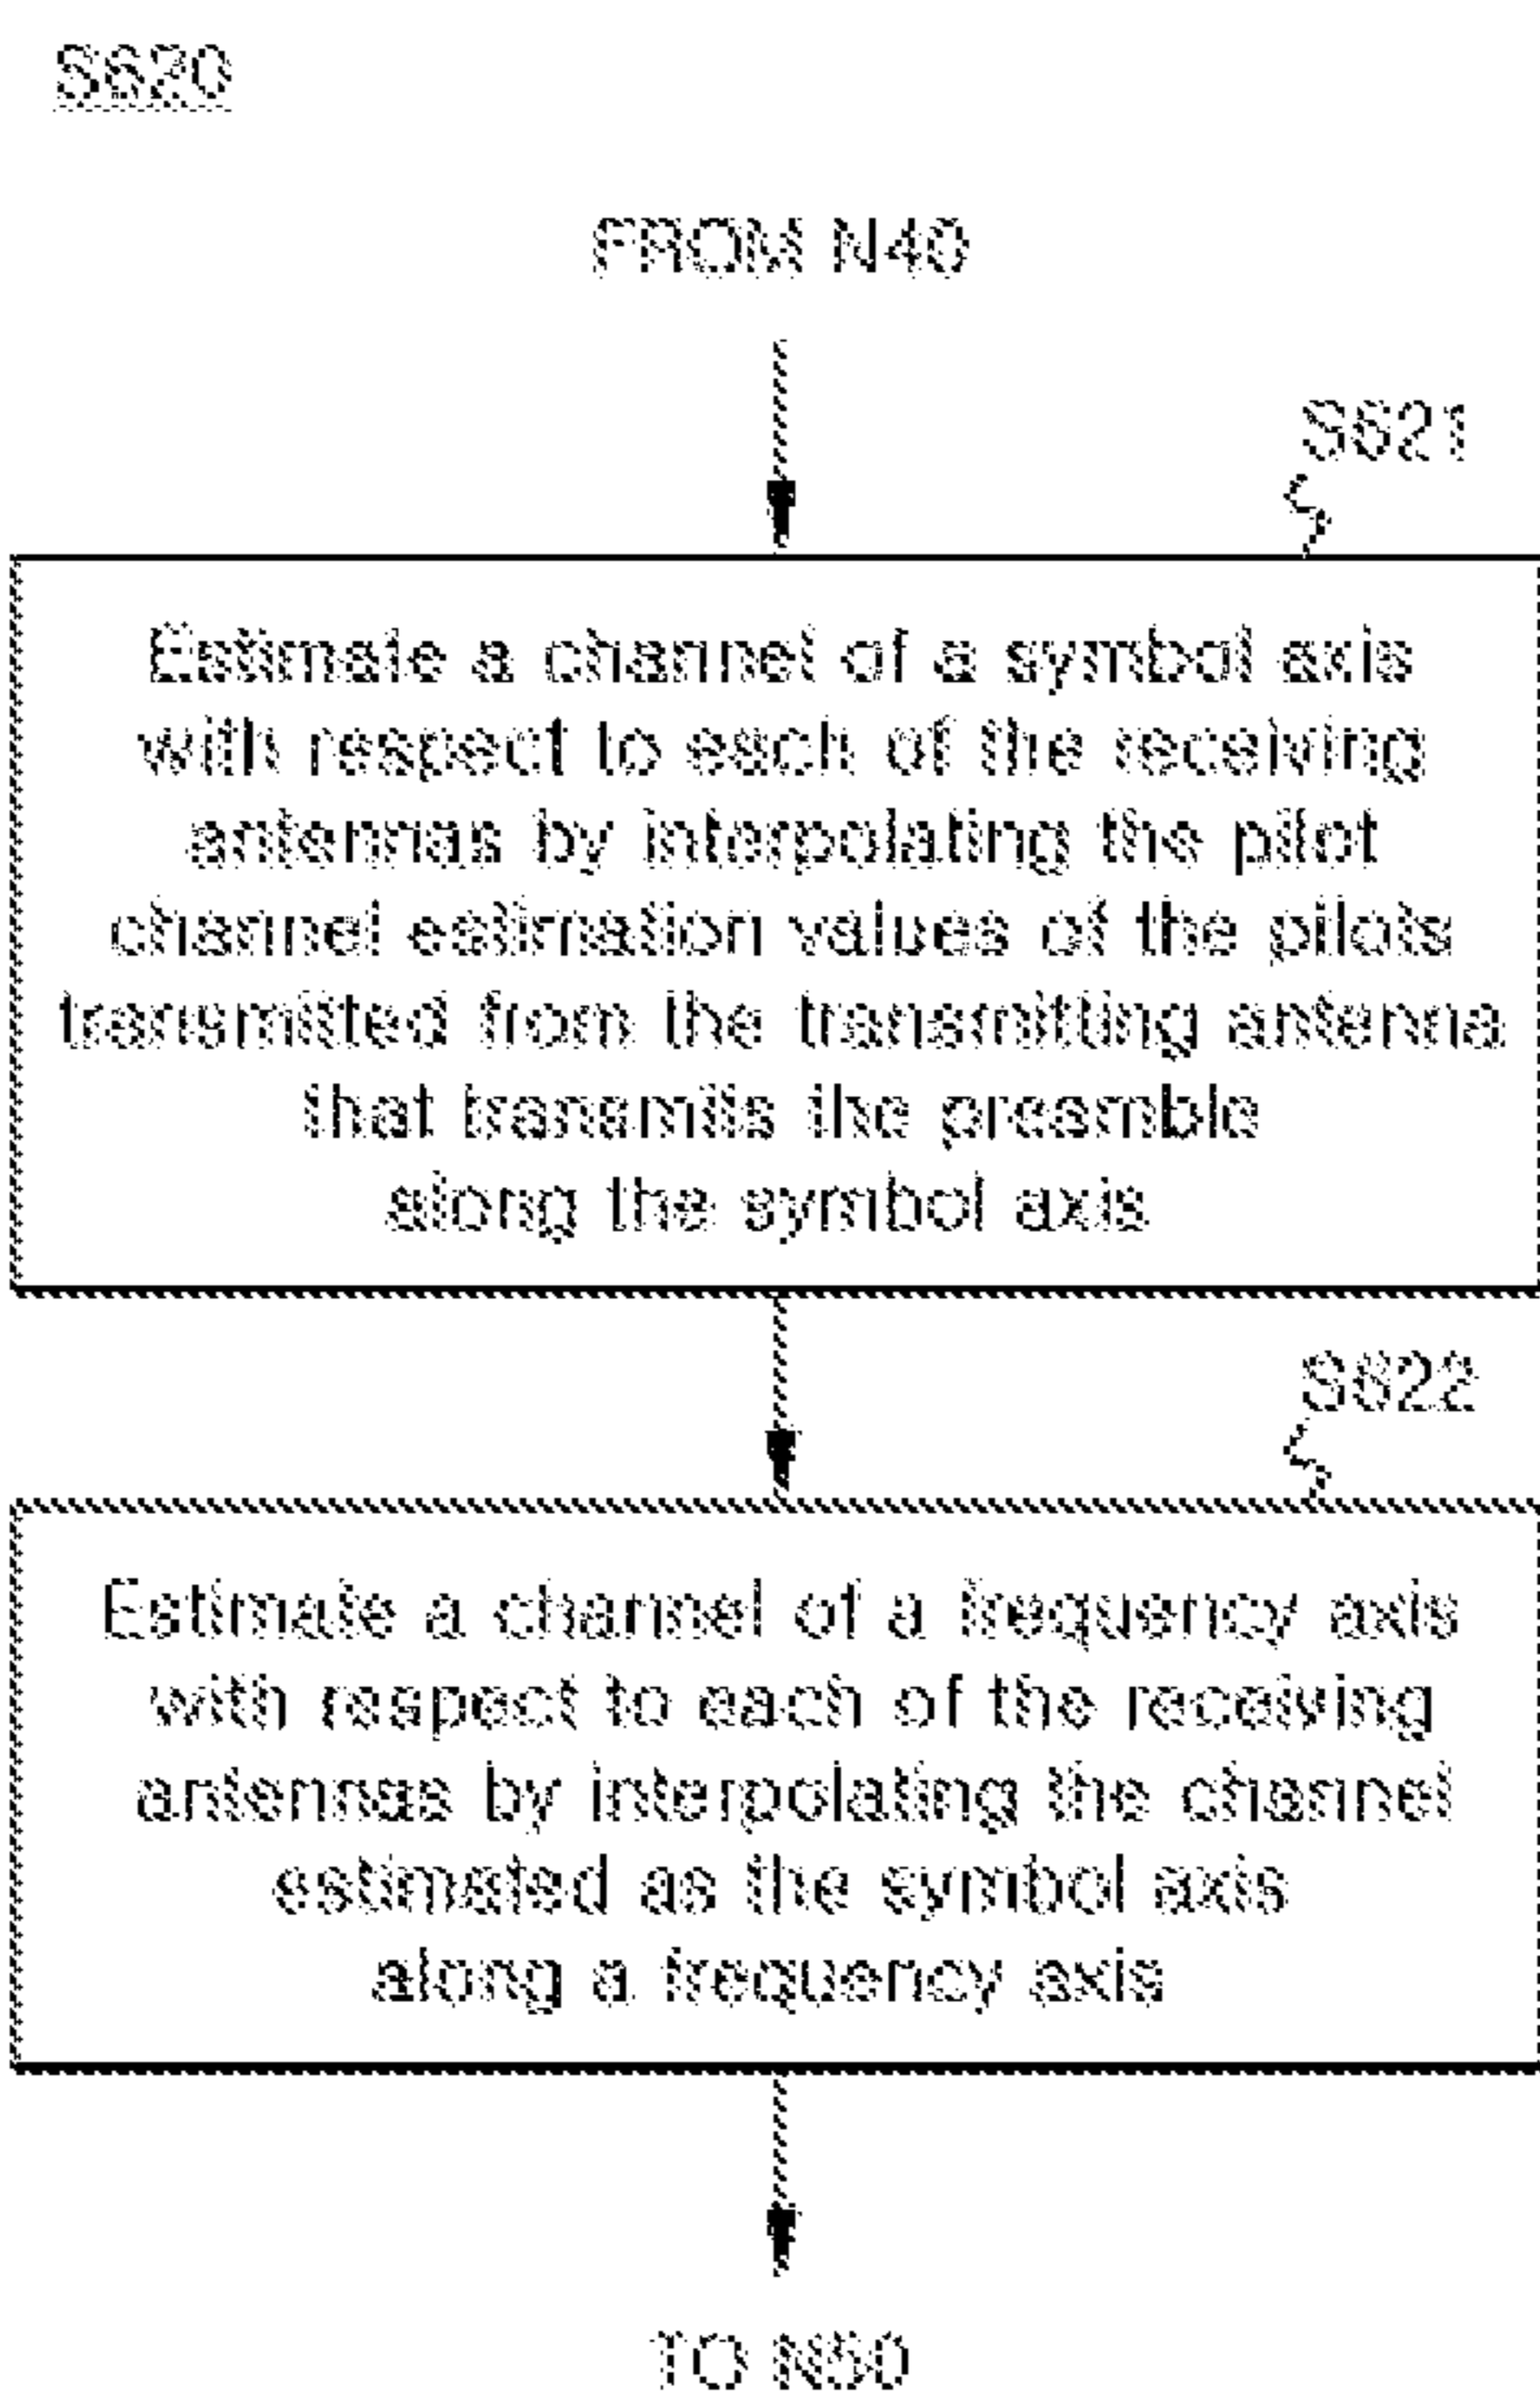 S620
FROM N40
S621
Estimate a channel of a symbol axis
with respect to each of the receiving
antennas by interpolating the pilot
channel estimation values of the pilots
transmitted from the transmitting antenna
that transmits the preamble
along the symbol axis
S622
Estimate a channel of a frequency axis
with respect to each of the receiving
antennas by interpolating the channel
estimated as the symbol axis
along a frequency axis
TO N50